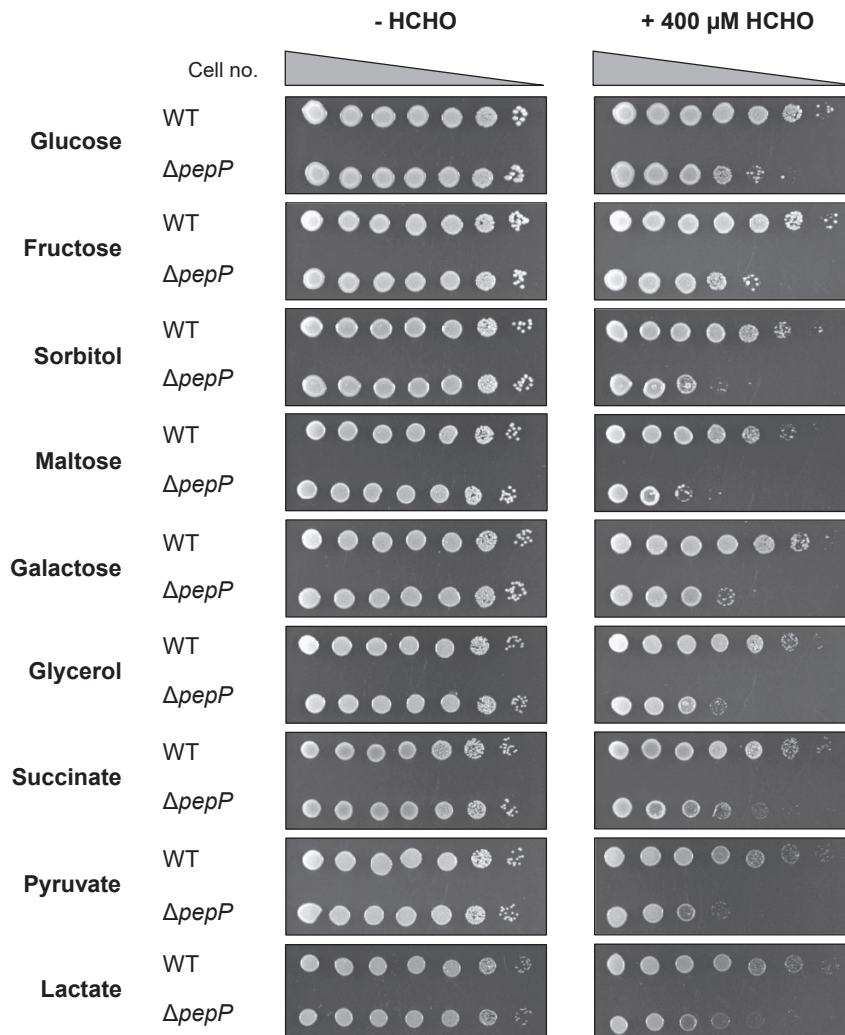 - HCHO + 400 µM HCHO
Cell no.
Glucose
WT
ΔpepP
Fructose
WT
ΔpepP
Sorbitol
WT
ΔpepP
Maltose
WT
ΔpepP
Galactose
WT
ΔpepP
Glycerol
WT
ΔpepP
Succinate
WT
ΔpepP
Pyruvate
WT
ΔpepP
Lactate
WT
ΔpepP